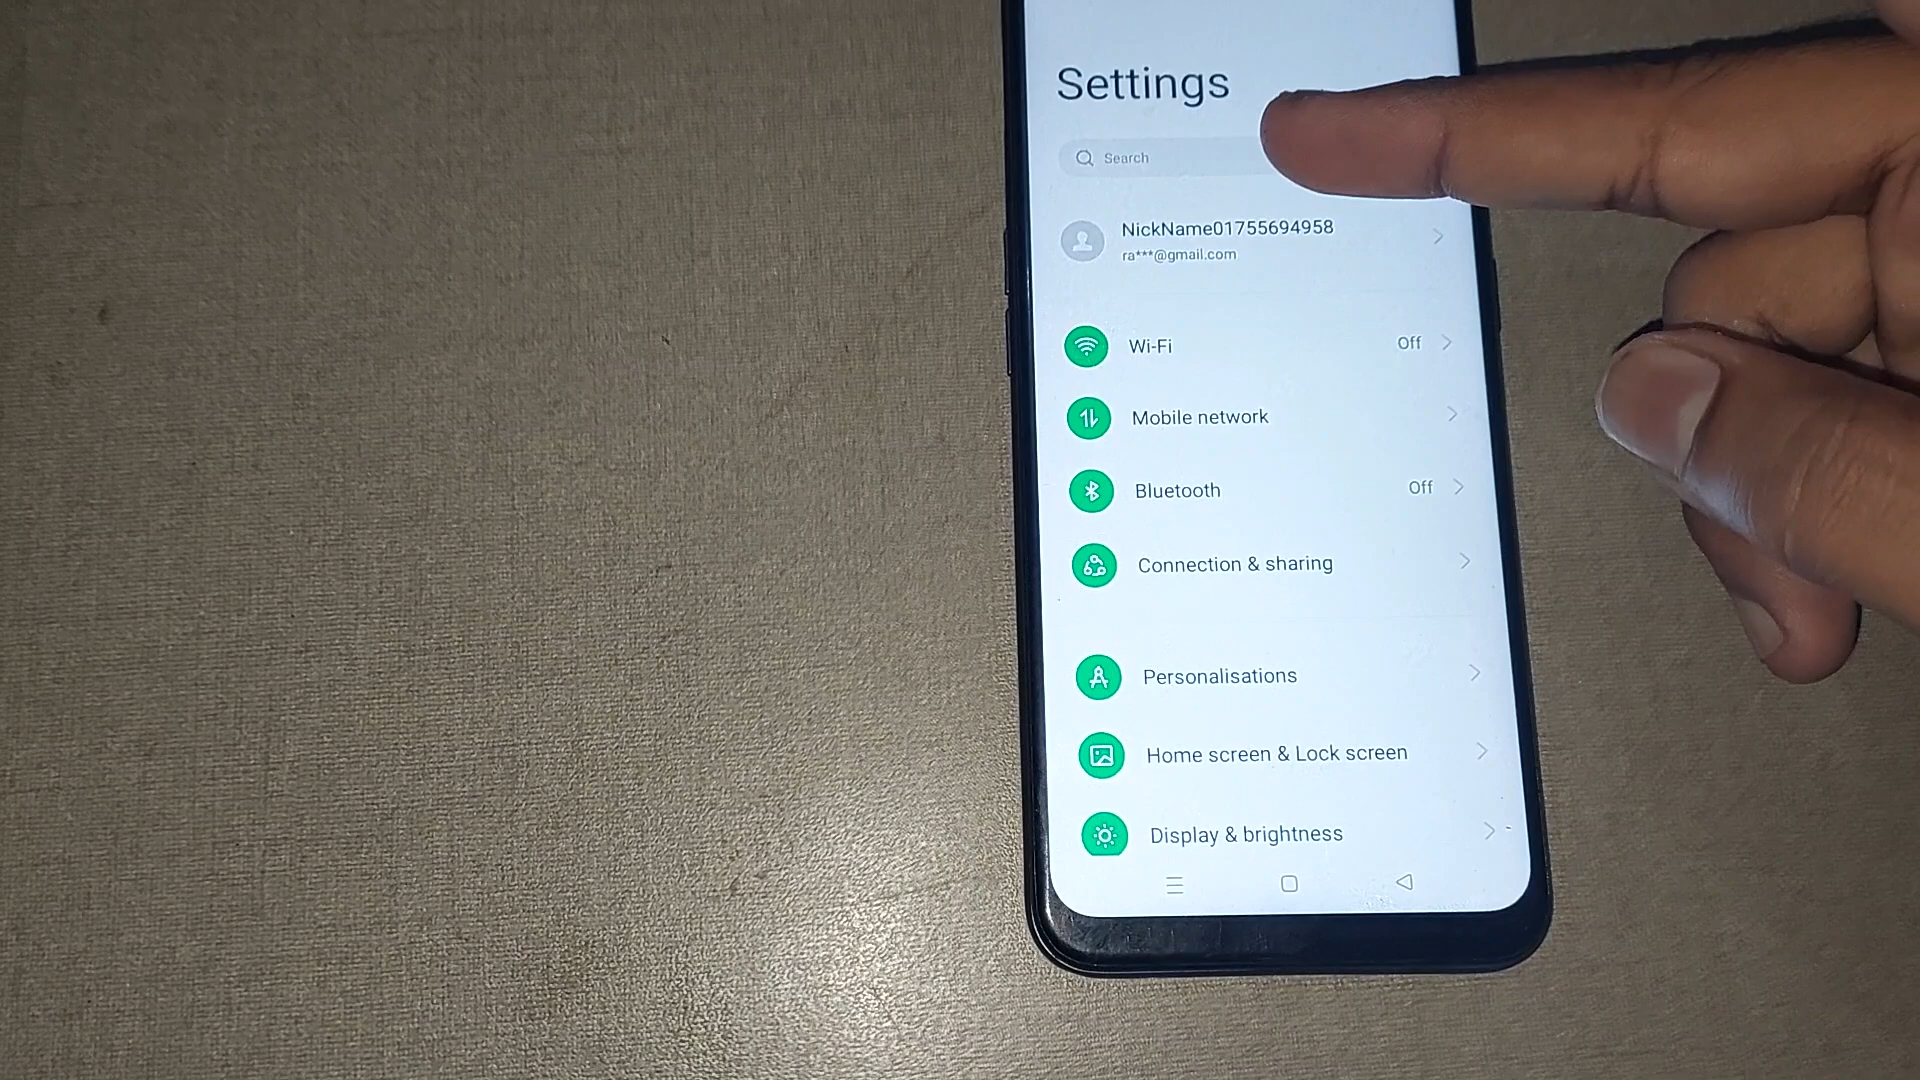 Settings
Search
NickName01755694958
ra***@gmail.com
Wi-Fi Off
Mobile network
Bluetooth Off
Connection & sharing
Personalisations
Home screen & Lock screen
Display & brightness